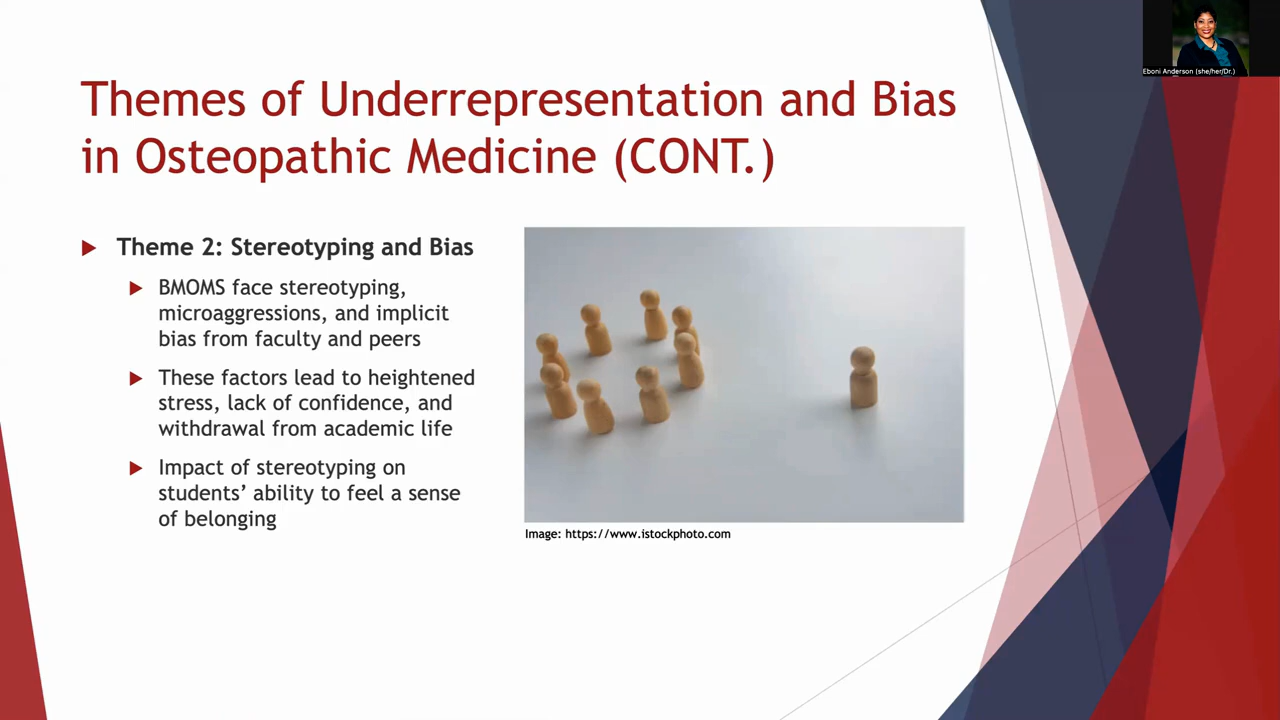 Eboni Anderson (she/her/Dr.)
Themes of Underrepresentation and Bias
in Osteopathic Medicine (CONT.)
Theme 2: Stereotyping and Bias
BMOMS face stereotyping,
microaggressions, and implicit
bias from faculty and peers
These factors lead to heightened
stress, lack of confidence, and
withdrawal from academic life
Impact of stereotyping on
students’ ability to feel a sense
of belonging
Image: https://www.istockphoto.com